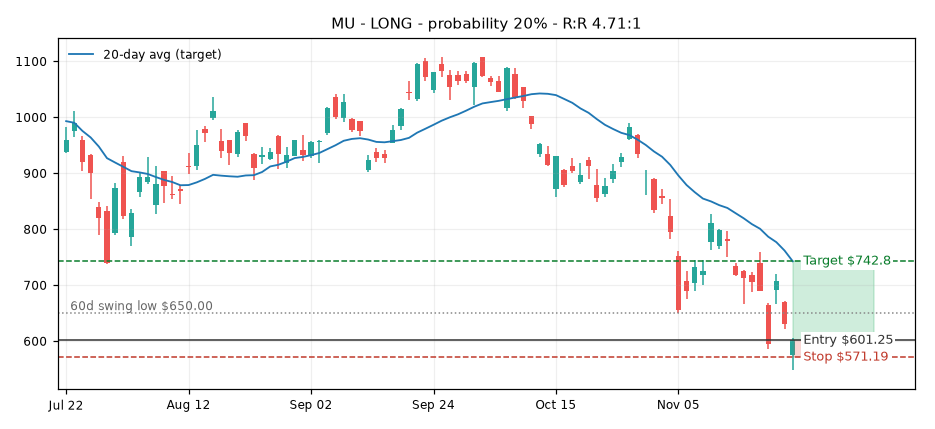 MU - LONG - probability 20% - R:R 4.71:1
20-day avg (target)
1100
1000
900
800
700
600
Target $742.8
60d swing low $650.00
Entry $601.25
Stop $571.19
Jul 22
Aug 12
Sep 02
Sep 24
Oct 15
Nov 05